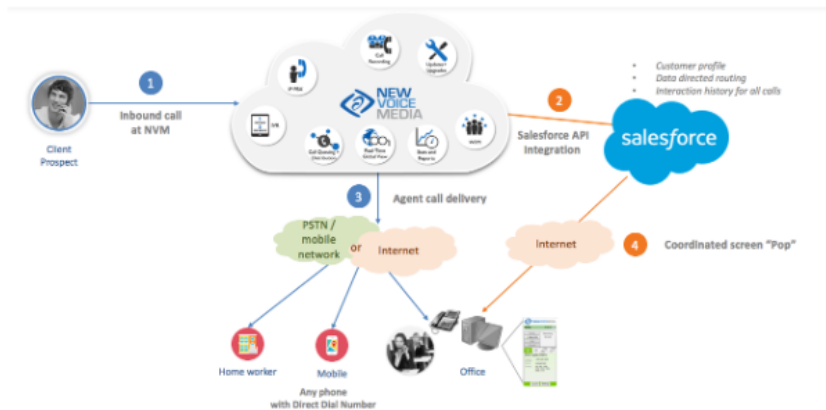 1
Inbound call
at NVM
Client
Prospect
IP PBX
Call
Recording
Updates+
Upgrades
NEW
VOICE
MEDIA
IVR
Call Queuing +
Real-Time
Global View
Stats and
Reports
2
Salesforce API
Integration
• Customer profile
• Data directed routing
• Interaction history for all calls
salesforce
3
Agent call delivery
PSTN /
mobile
network
or
Internet
Internet
4
Coordinated screen "Pop"
Home worker
Mobile
Any phone
with Direct Dial Number
Office